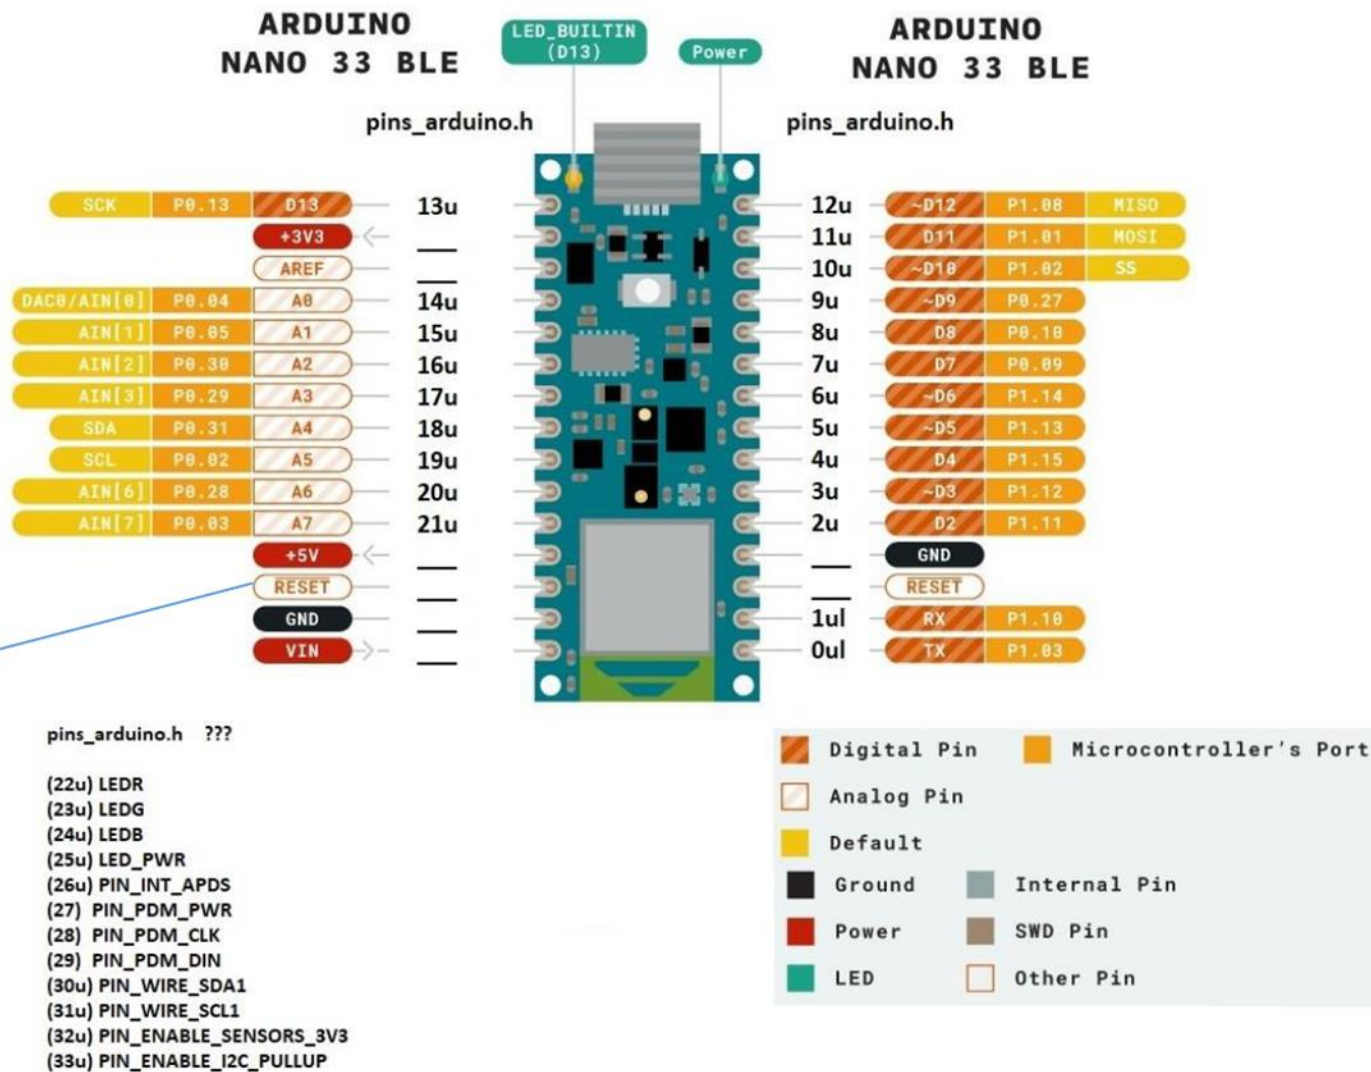 ARDUINO
NANO 33 BLE
LED_BUILTIN
(D13)
Power
ARDUINO
NANO 33 BLE
pins_arduino.h
pins_arduino.h
SCK P0.13 D13 13u
12u ~D12 P1.08 MISO
+3V3
11u D11 P1.01 MOSI
AREF
10u ~D10 P1.02 SS
DAC0/AIN[0] P0.04 A0 14u
9u ~D9 P0.27
AIN[1] P0.05 A1 15u
8u D8 P0.10
AIN[2] P0.30 A2 16u
7u D7 P0.09
AIN[3] P0.29 A3 17u
6u ~D6 P1.14
SDA P0.31 A4 18u
5u ~D5 P1.13
SCL P0.02 A5 19u
4u D4 P1.15
AIN[6] P0.28 A6 20u
3u ~D3 P1.12
AIN[7] P0.03 A7 21u
2u D2 P1.11
+5V
GND
RESET
RESET
GND
1ul RX P1.10
VIN
0ul TX P1.03
pins_arduino.h ???
(22u) LEDR
(23u) LEDG
(24u) LEDB
(25u) LED_PWR
(26u) PIN_INT_APDS
(27) PIN_PDM_PWR
(28) PIN_PDM_CLK
(29) PIN_PDM_DIN
(30u) PIN_WIRE_SDA1
(31u) PIN_WIRE_SCL1
(32u) PIN_ENABLE_SENSORS_3V3
(33u) PIN_ENABLE_I2C_PULLUP
Digital Pin
Microcontroller's Port
Analog Pin
Default
Ground
Internal Pin
Power
SWD Pin
LED
Other Pin